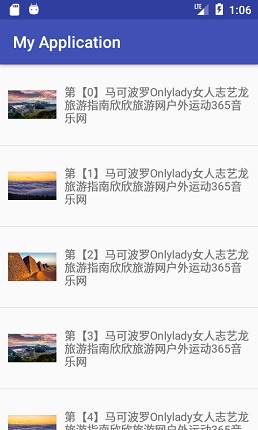 LTE 1:06
My Application
第【0】马可波罗Onlylady女人志艺龙
旅游指南欣欣旅游网户外运动365音
乐网
第【1】马可波罗Onlylady女人志艺龙
旅游指南欣欣旅游网户外运动365音
乐网
第【2】马可波罗Onlylady女人志艺龙
旅游指南欣欣旅游网户外运动365音
乐网
第【3】马可波罗Onlylady女人志艺龙
旅游指南欣欣旅游网户外运动365音
乐网
第【4】马可波罗Onlylady女人志艺龙
旅游指南欣欣旅游网户外运动365音